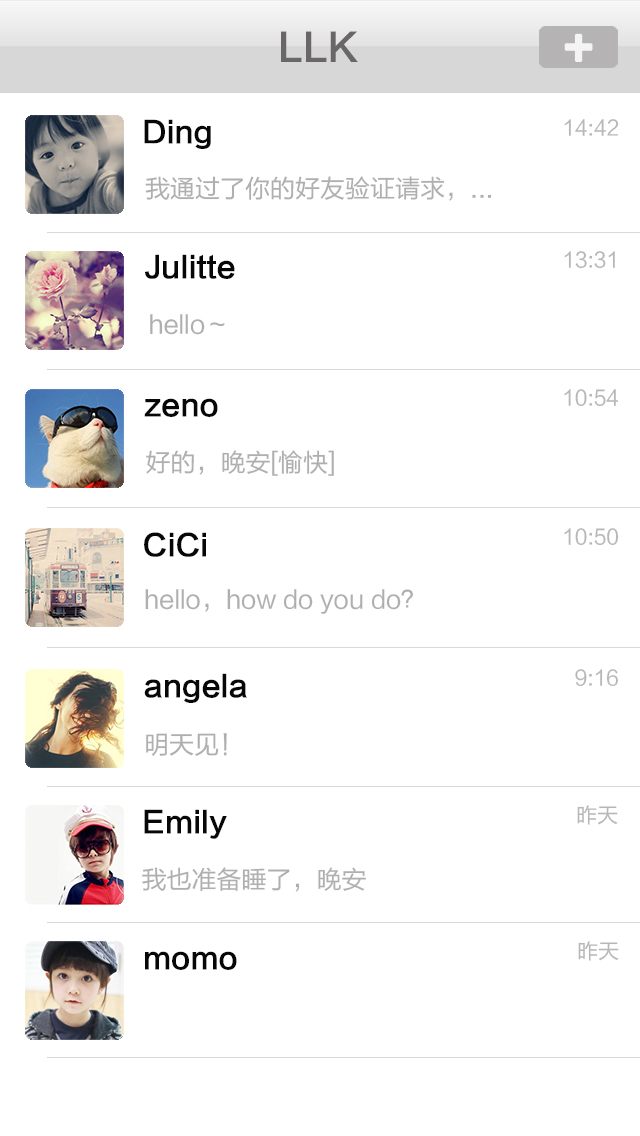 LLK
Ding
14:42
我通过了你的好友验证请求，...
Julitte
13:31
hello~
zeno
10:54
好的，晚安[愉快]
CiCi
10:50
hello，how do you do?
angela
9:16
明天见！
Emily
昨天
我也准备睡了，晚安
momo
昨天